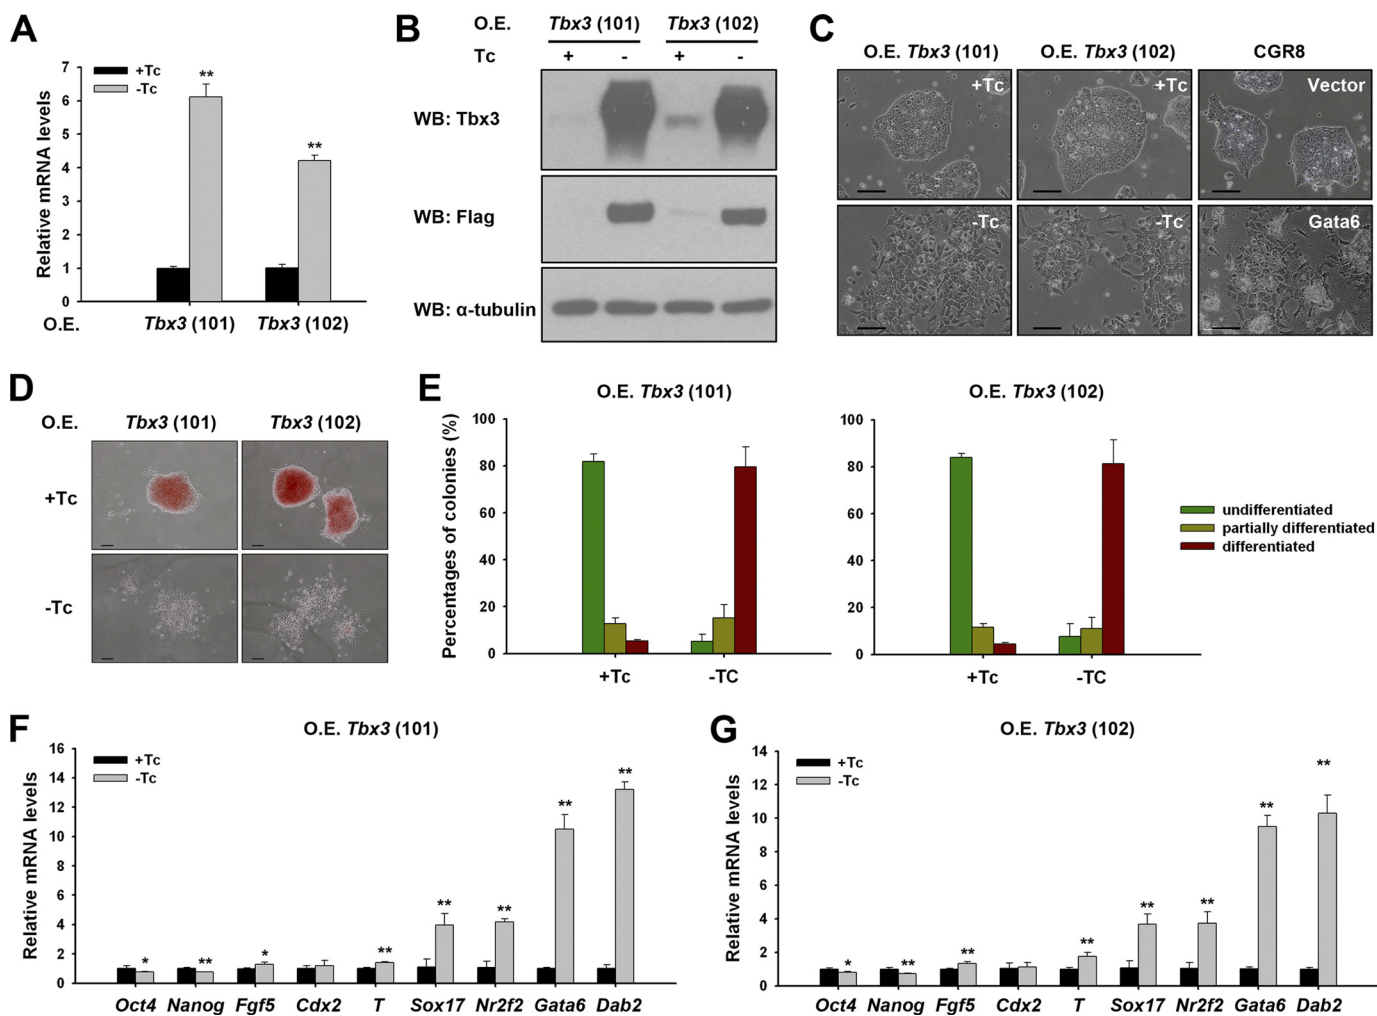 A
+Tc
-Tc
Relative mRNA levels
7
6
5
4
3
2
1
0
**
**
O.E.
Tbx3 (101)
Tbx3 (102)
B
O.E. Tbx3 (101) Tbx3 (102)
Tc + - + -
WB: Tbx3
WB: Flag
WB: α-tubulin
C
O.E. Tbx3 (101) O.E. Tbx3 (102) CGR8
+Tc +Tc Vector
-Tc -Tc Gata6
D
O.E. Tbx3 (101) Tbx3 (102)
+Tc
-Tc
E
O.E. Tbx3 (101)
Percentages of colonies (%)
100
80
60
40
20
0
+Tc -TC
O.E. Tbx3 (102)
100
80
60
40
20
0
+Tc -TC
undifferentiated
partially differentiated
differentiated
F
O.E. Tbx3 (101)
+Tc
-Tc
Relative mRNA levels
16
14
12
10
8
6
4
2
0
* ** * ** ** ** ** **
Oct4 Nanog Fgf5 Cdx2 T Sox17 Nr2f2 Gata6 Dab2
G
O.E. Tbx3 (102)
+Tc
-Tc
Relative mRNA levels
14
12
10
8
6
4
2
0
* ** ** ** ** ** ** **
Oct4 Nanog Fgf5 Cdx2 T Sox17 Nr2f2 Gata6 Dab2